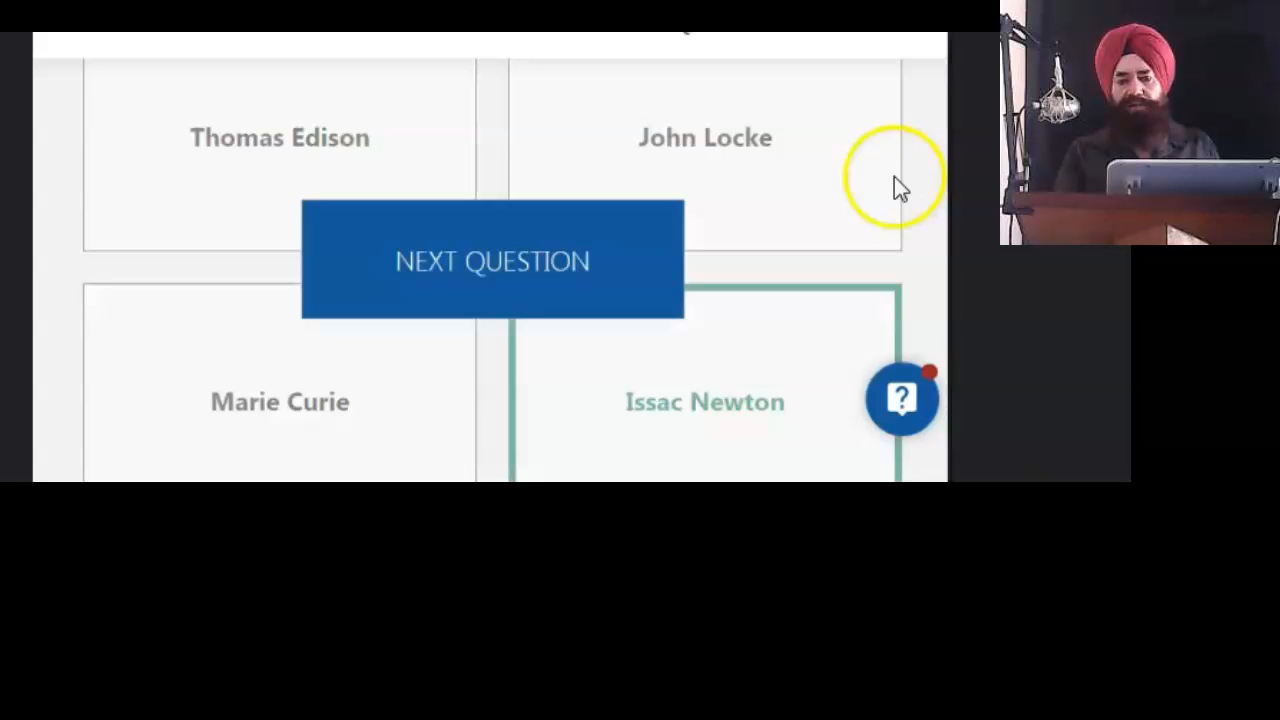 Thomas Edison
John Locke
NEXT QUESTION
Marie Curie
Issac Newton
?